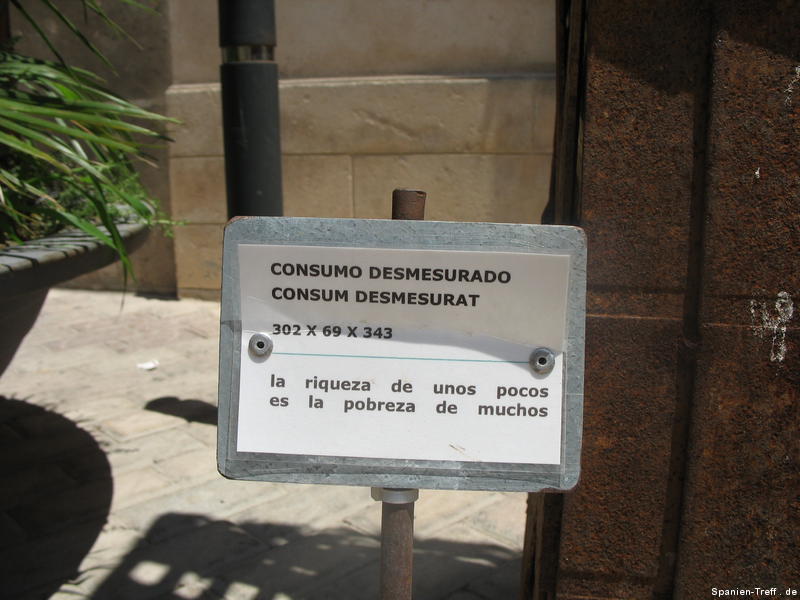 CONSUMO DESMESURADO
CONSUM DESMESURAT
302 X 69 X 343
la riqueza de unos pocos
es la pobreza de muchos
Spanien-Treff . de